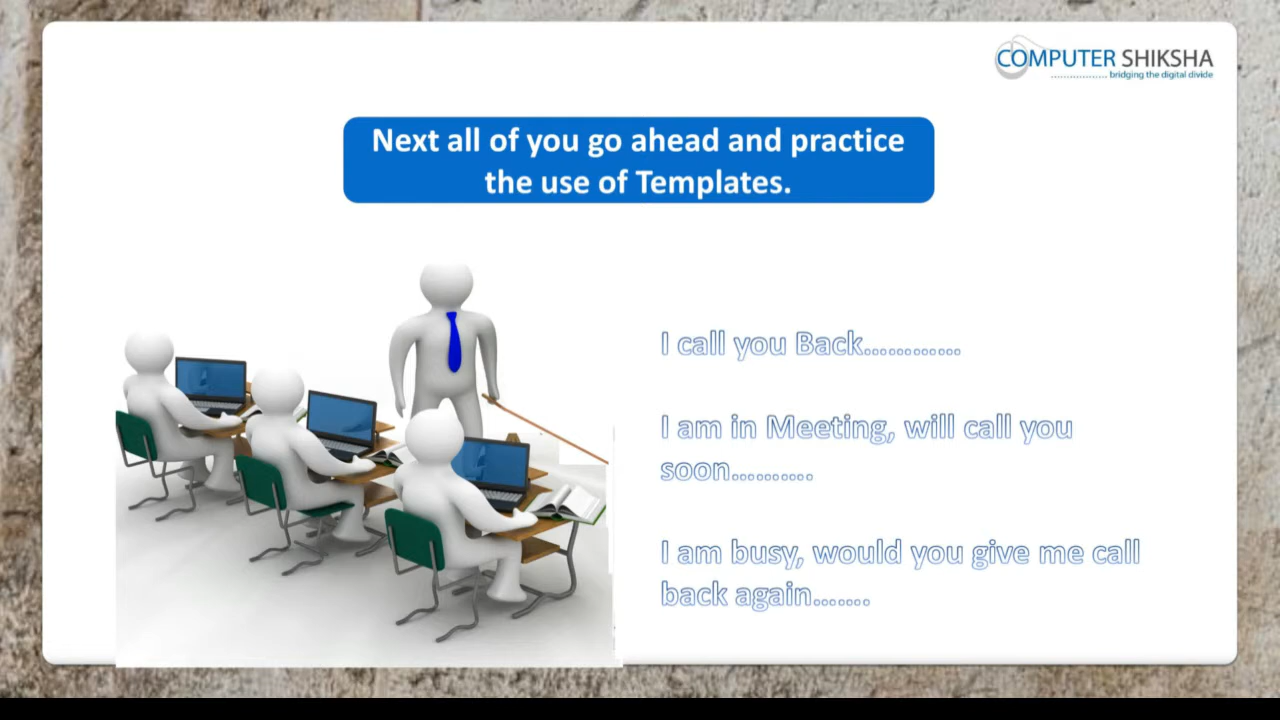 COMPUTER SHIKSHA
bridging the digital divide
Next all of you go ahead and practice
the use of Templates.
I call you Back............
I am in Meeting, will call you
soon..........
I am busy, would you give me call
back again.......